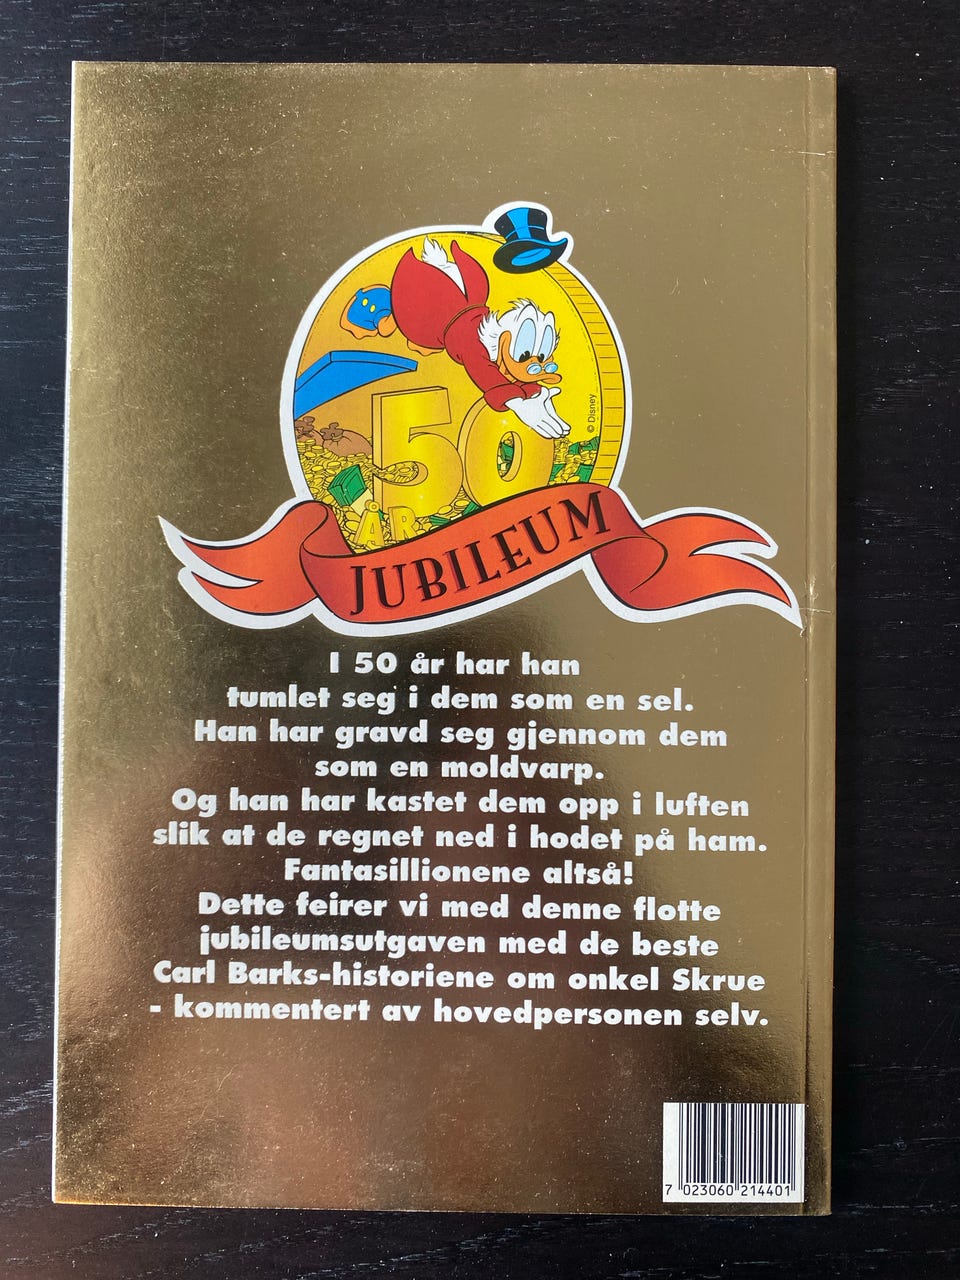 © Disney
50
ÅR
JUBILEUM
I 50 år har han
tumlet seg i dem som en sel.
Han har gravd seg gjennom dem
som en moldvarp.
Og han har kastet dem opp i luften
slik at de regnet ned i hodet på ham.
Fantasillionene altså!
Dette feirer vi med denne flotte
jubileumsutgaven med de beste
Carl Barks-historiene om onkel Skrue
- kommentert av hovedpersonen selv.
7 023060 214401